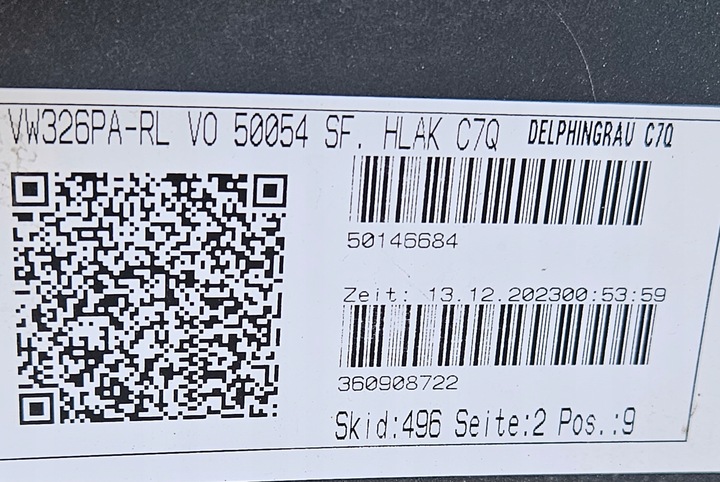 VW326PA-RL VO 50054 SF. HLAK C7Q DELPHINGRAU C7Q
50146684
Zeit: 13.12.202300:53:59
360908722
Skid:496 Seite:2 Pos.:9